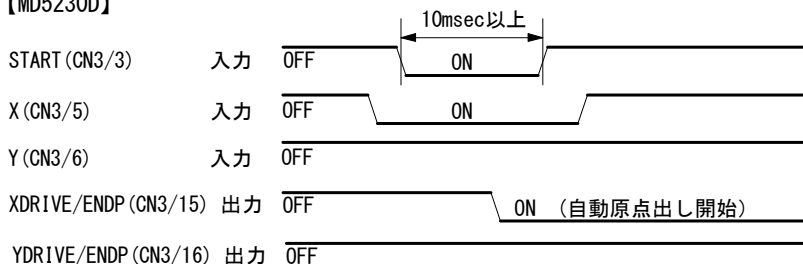 【MD5230D】
10msec以上
START(CN3/3) 入力 OFF ON
X(CN3/5) 入力 OFF ON
Y(CN3/6) 入力 OFF
XDRIVE/ENDP(CN3/15) 出力 OFF ON (自動原点出し開始)
YDRIVE/ENDP(CN3/16) 出力 OFF